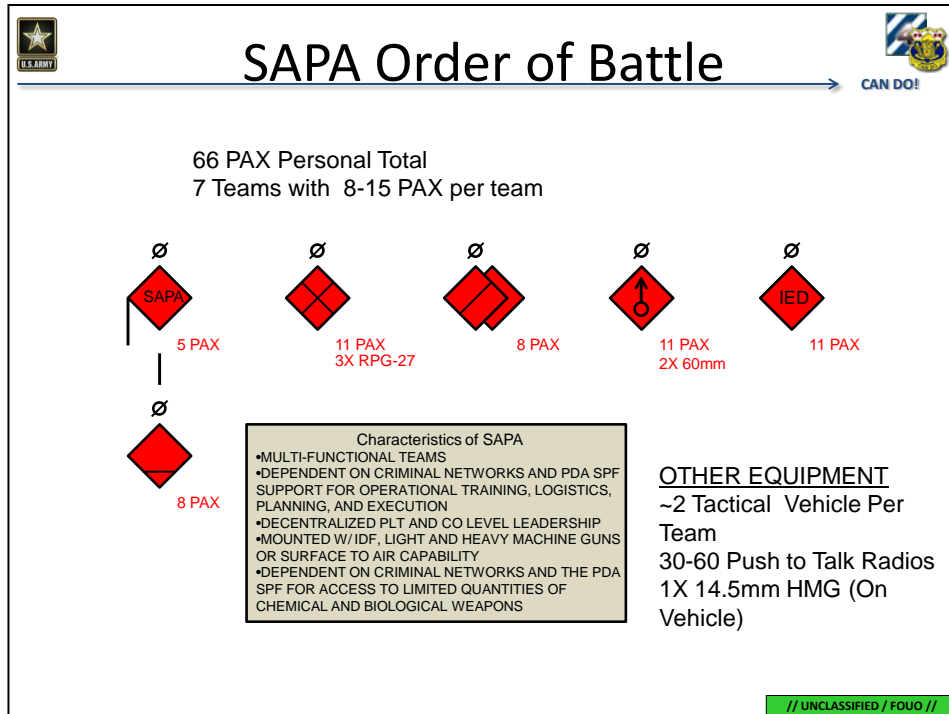 U.S.ARMY
SAPA Order of Battle
CAN DO!
66 PAX Personal Total
7 Teams with 8-15 PAX per team
Ø Ø Ø Ø Ø
SAPA IED
5 PAX 11 PAX 8 PAX 11 PAX 11 PAX
3X RPG-27 2X 60mm
Ø
8 PAX
Characteristics of SAPA
•MULTI-FUNCTIONAL TEAMS
•DEPENDENT ON CRIMINAL NETWORKS AND PDA SPF
SUPPORT FOR OPERATIONAL TRAINING, LOGISTICS,
PLANNING, AND EXECUTION
•DECENTRALIZED PLT AND CO LEVEL LEADERSHIP
•MOUNTED W/ IDF, LIGHT AND HEAVY MACHINE GUNS
OR SURFACE TO AIR CAPABILITY
•DEPENDENT ON CRIMINAL NETWORKS AND THE PDA
SPF FOR ACCESS TO LIMITED QUANTITIES OF
CHEMICAL AND BIOLOGICAL WEAPONS
OTHER EQUIPMENT
~2 Tactical Vehicle Per
Team
30-60 Push to Talk Radios
1X 14.5mm HMG (On
Vehicle)
// UNCLASSIFIED / FOUO //